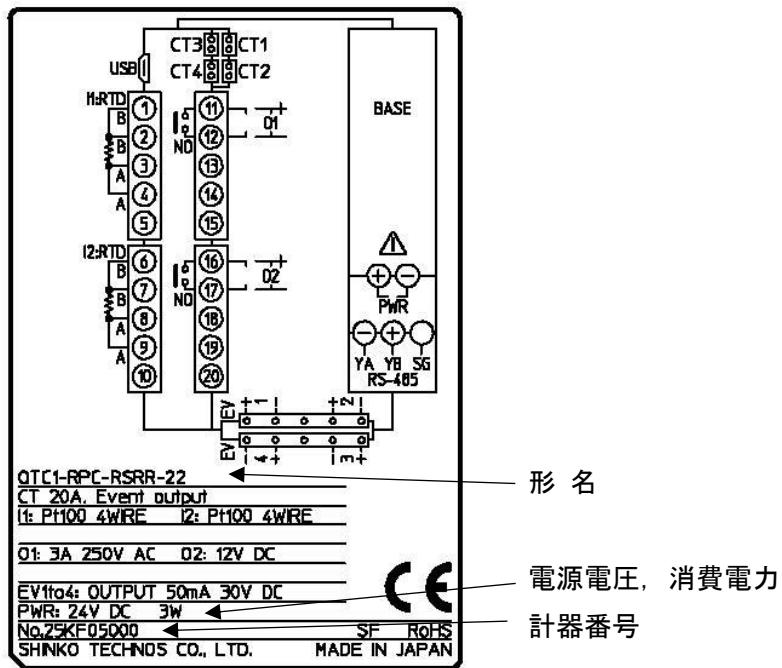 CT3 CT1
USB CT4 CT2
I1:RTD
B B A A
1 2 3 4 5
11 12 13 14 15
NO
+ - O1
BASE
I2:RTD
B B A A
6 7 8 9 10
16 17 18 19 20
NO
+ - O2
+ -
PWR
- +
YA YB SG
RS-485
EV + 1 - + 2 -
EV - 4 + - 3 +
QTC1-RPC-RSRR-22
形 名
CT 20A, Event output
I1: Pt100 4WIRE I2: Pt100 4WIRE
O1: 3A 250V AC O2: 12V DC
EV1to4: OUTPUT 50mA 30V DC
CE
PWR: 24V DC 3W
電源電圧, 消費電力
No.25KF05000 SF RoHS
計器番号
SHINKO TECHNOS CO., LTD. MADE IN JAPAN